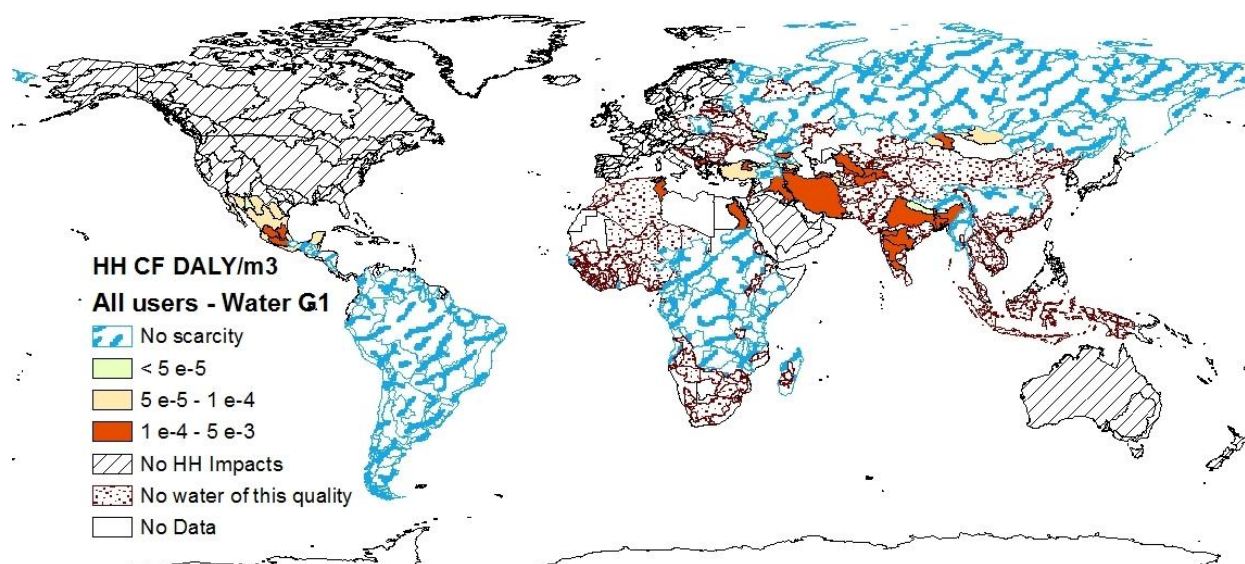 HH CF DALY/m3
All users - Water G1
No scarcity
< 5 e-5
5 e-5 - 1 e-4
1 e-4 - 5 e-3
No HH Impacts
No water of this quality
No Data